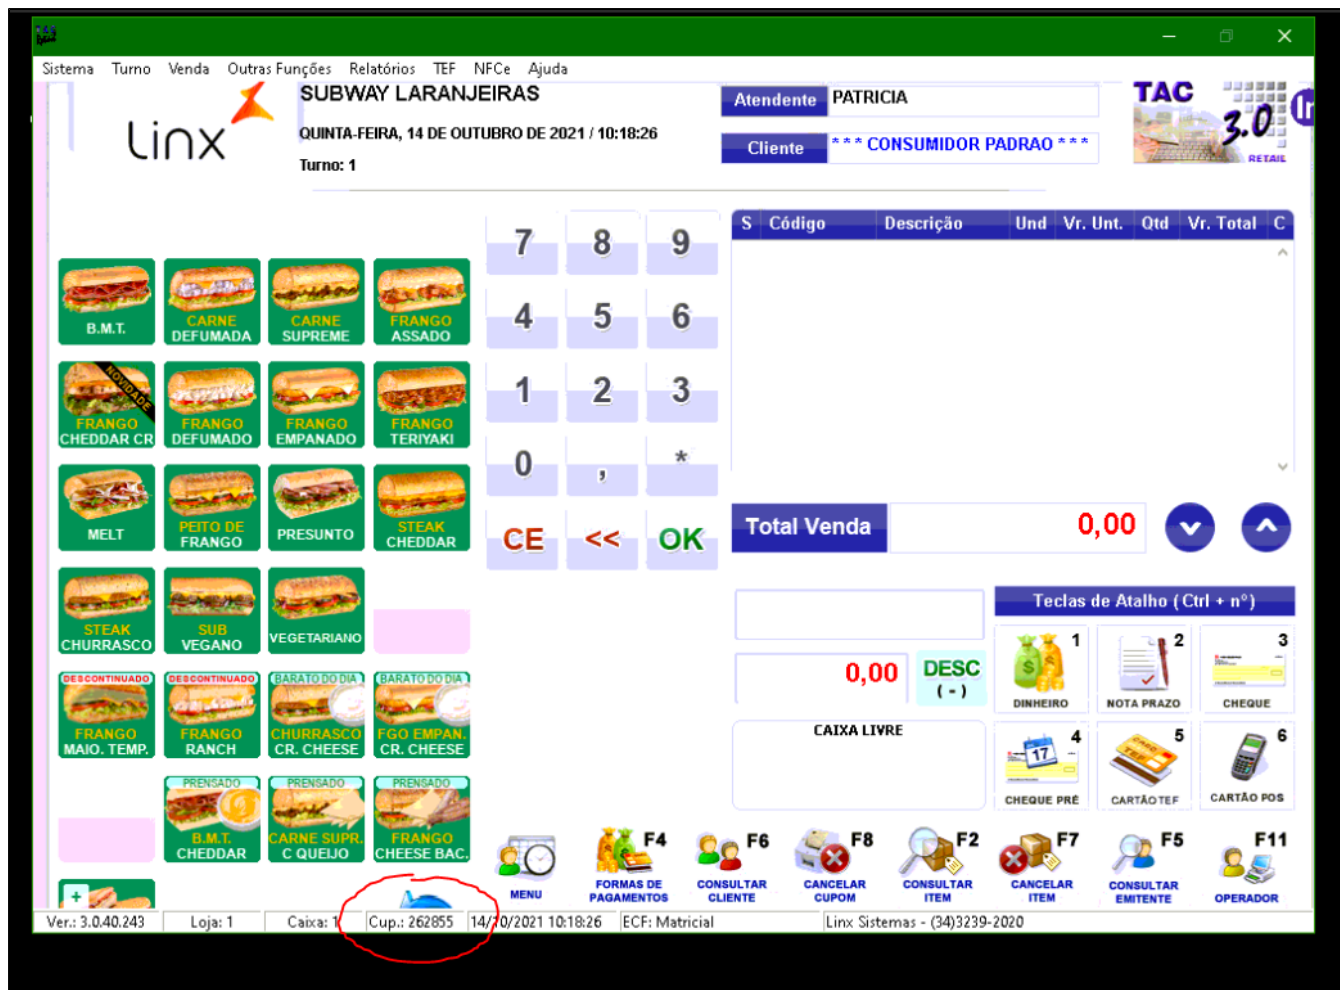 Sistema Turno Venda Outras Funções Relatórios TEF NFCe Ajuda
Linx
SUBWAY LARANJEIRAS
QUINTA-FEIRA, 14 DE OUTUBRO DE 2021 / 10:18:26
Turno: 1
Atendente PATRICIA
Cliente * * * CONSUMIDOR PADRAO * * *
TAC
3.0
RETAIL
B.M.T.
CARNE DEFUMADA
CARNE SUPREME
FRANGO ASSADO
NOVIDADE
FRANGO CHEDDAR CR
FRANGO DEFUMADO
FRANGO EMPANADO
FRANGO TERIYAKI
MELT
PEITO DE FRANGO
PRESUNTO
STEAK CHEDDAR
STEAK CHURRASCO
SUB VEGANO
VEGETARIANO
DESCONTINUADO
FRANGO MAIO. TEMP.
DESCONTINUADO
FRANGO RANCH
BARATO DO DIA
CHURRASCO CR. CHEESE
BARATO DO DIA
FGO EMPAN. CR. CHEESE
PRENSADO
B.M.T. CHEDDAR
PRENSADO
CARNE SUPR. C QUEIJO
PRENSADO
FRANGO CHEESE BAC.
+
7 8 9
4 5 6
1 2 3
0 , *
CE << OK
S Código Descrição Und Vr. Unt. Qtd Vr. Total C
Total Venda 0,00
0,00 DESC
( - )
CAIXA LIVRE
Teclas de Atalho ( Ctrl + nº )
1 DINHEIRO
2 NOTA PRAZO
3 CHEQUE
17
4 CHEQUE PRÉ
CARD TEF
5 CARTÃO TEF
6 CARTÃO POS
MENU
F4 FORMAS DE PAGAMENTOS
F6 CONSULTAR CLIENTE
F8 CANCELAR CUPOM
F2 CONSULTAR ITEM
F7 CANCELAR ITEM
F5 CONSULTAR EMITENTE
F11 OPERADOR
Ver.: 3.0.40.243 Loja: 1 Caixa: 1 Cup.: 262855 14/10/2021 10:18:26 ECF: Matricial Linx Sistemas - (34)3239-2020